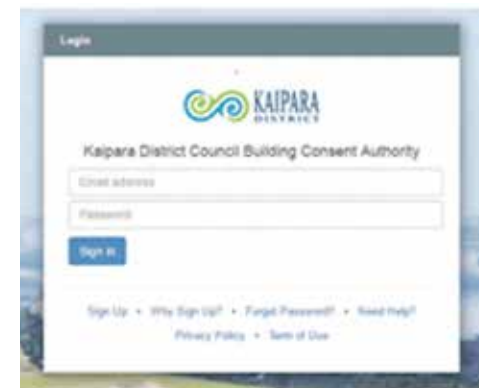 Login
KAIPARA
DISTRICT
Kaipara District Council Building Consent Authority
Email address
Password
Sign in
Sign Up • Why Sign Up? • Forgot Password? • Need Help?
Privacy Policy • Term of Use